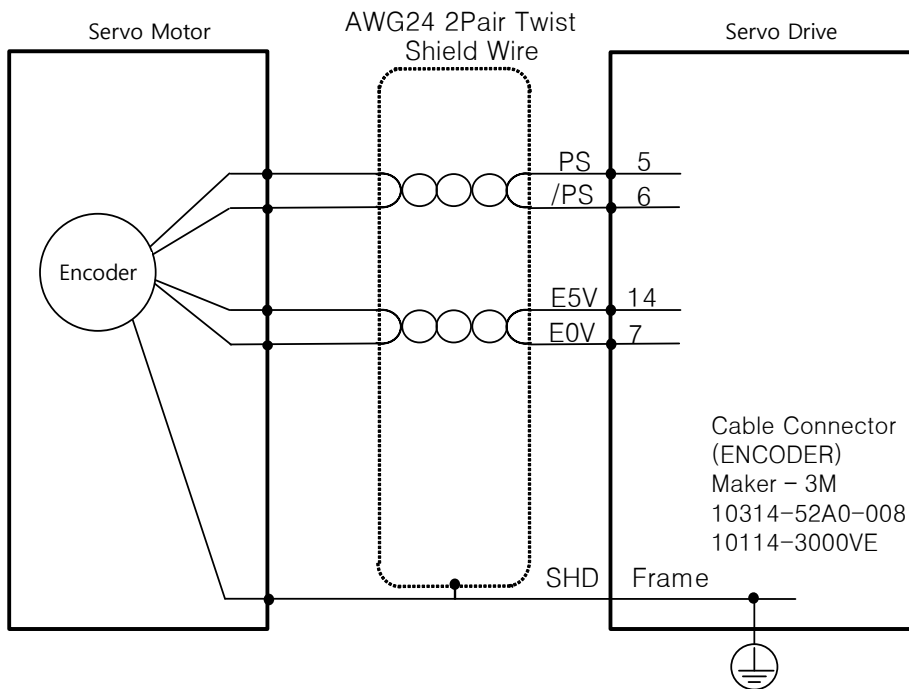 Servo Motor
AWG24 2Pair Twist
Shield Wire
Servo Drive
PS 5
/PS 6
Encoder
E5V 14
E0V 7
Cable Connector
(ENCODER)
Maker – 3M
10314-52A0-008
10114-3000VE
SHD Frame